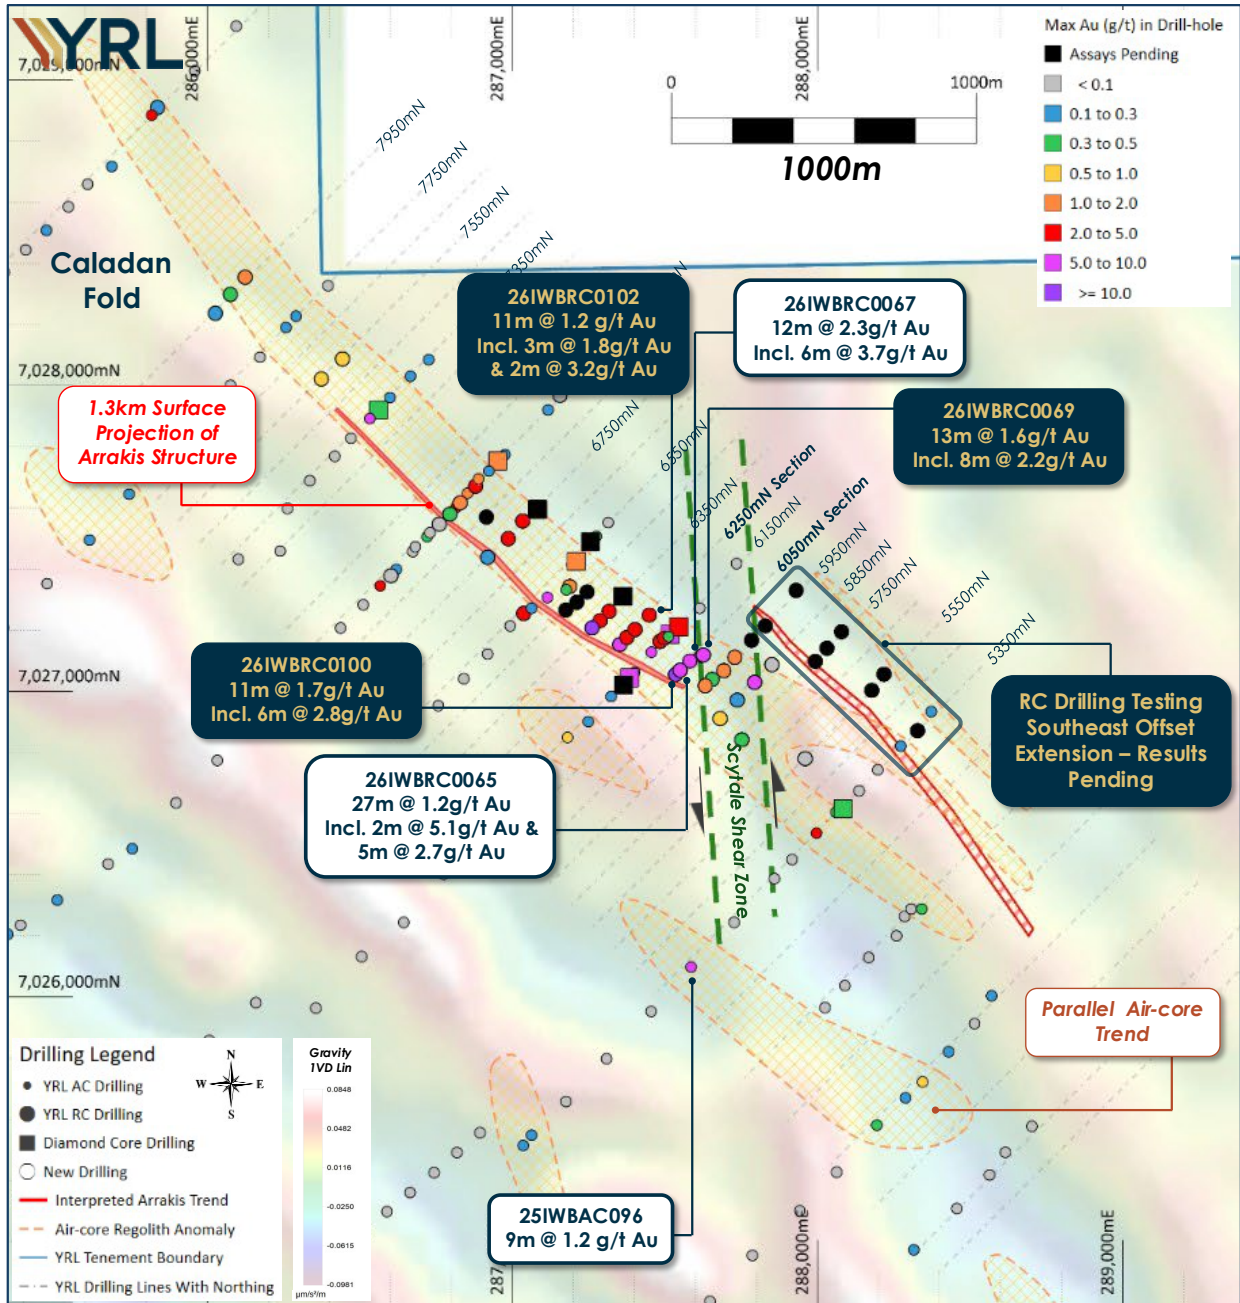 YRL
7,029,000mN
286,000mE
287,000mE
288,000mE
0
1000m
1000m
Max Au (g/t) in Drill-hole
Assays Pending
< 0.1
0.1 to 0.3
0.3 to 0.5
0.5 to 1.0
1.0 to 2.0
2.0 to 5.0
5.0 to 10.0
>= 10.0
7950mN
7750mN
7550mN
7350mN
Caladan
Fold
26IWBRC0102
11m @ 1.2 g/t Au
Incl. 3m @ 1.8g/t Au
& 2m @ 3.2g/t Au
26IWBRC0067
12m @ 2.3g/t Au
Incl. 6m @ 3.7g/t Au
7,028,000mN
1.3km Surface
Projection of
Arrakis Structure
26IWBRC0069
13m @ 1.6g/t Au
Incl. 8m @ 2.2g/t Au
6750mN
6550mN
6350mN
6250mN Section
6150mN
6050mN Section
5950mN
5850mN
5750mN
5550mN
5350mN
7,027,000mN
26IWBRC0100
11m @ 1.7g/t Au
Incl. 6m @ 2.8g/t Au
RC Drilling Testing
Southeast Offset
Extension – Results
Pending
26IWBRC0065
27m @ 1.2g/t Au
Incl. 2m @ 5.1g/t Au &
5m @ 2.7g/t Au
Scytale Shear Zone
7,026,000mN
Parallel Air-core
Trend
Drilling Legend
N
W
E
S
YRL AC Drilling
YRL RC Drilling
Diamond Core Drilling
New Drilling
Interpreted Arrakis Trend
Air-core Regolith Anomaly
YRL Tenement Boundary
YRL Drilling Lines With Northing
Gravity
1VD Lin
0.0848
0.0482
0.0116
-0.0250
-0.0615
-0.0981
µm/s²/m
25IWBAC096
9m @ 1.2 g/t Au
288,000mE
289,000mE